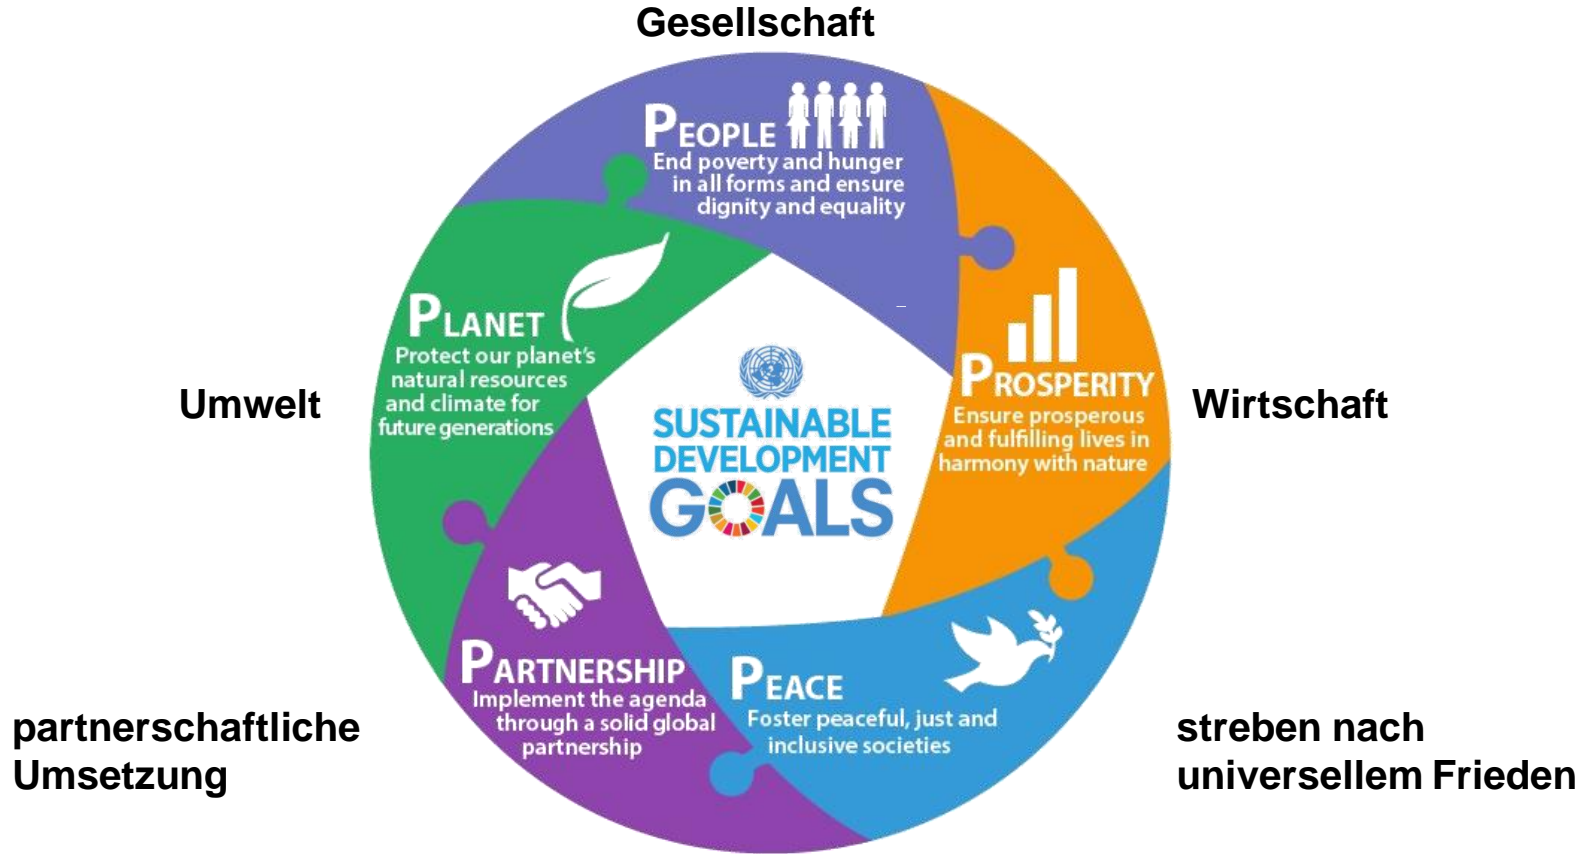 Gesellschaft
PEOPLE
End poverty and hunger
in all forms and ensure
dignity and equality
PLANET
Protect our planet's
natural resources
and climate for
future generations
Umwelt
PROSPERITY
Ensure prosperous
and fulfilling lives in
harmony with nature
Wirtschaft
SUSTAINABLE
DEVELOPMENT
GOALS
PARTNERSHIP
Implement the agenda
through a solid global
partnership
partnerschaftliche
Umsetzung
PEACE
Foster peaceful, just and
inclusive societies
streben nach
universellem Frieden